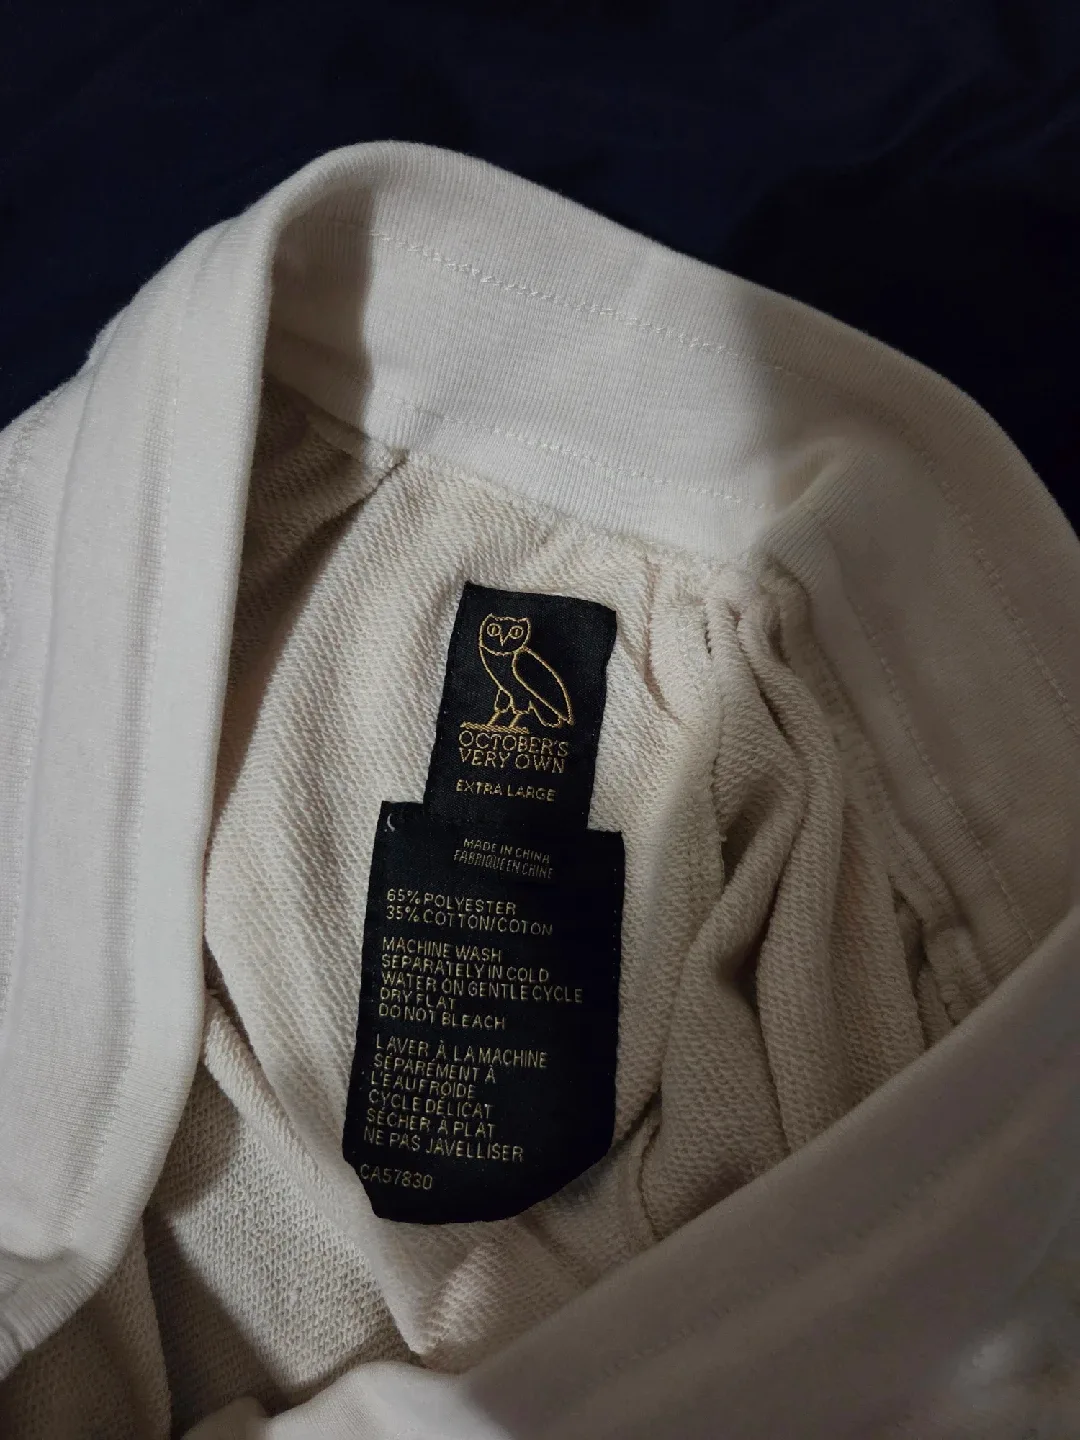 OCTOBER'S
VERY OWN
EXTRA LARGE
MADE IN CHINA
FABRIQUE EN CHINE
65% POLYESTER
35% COTTON/COTON
MACHINE WASH
SEPARATELY IN COLD
WATER ON GENTLE CYCLE
DRY FLAT
DO NOT BLEACH
LAVER À LA MACHINE
SÉPAREMENT À
L'EAU FROIDE
CYCLE DÉLICAT
SÉCHER À PLAT
NE PAS JAVELLISER
CA57830